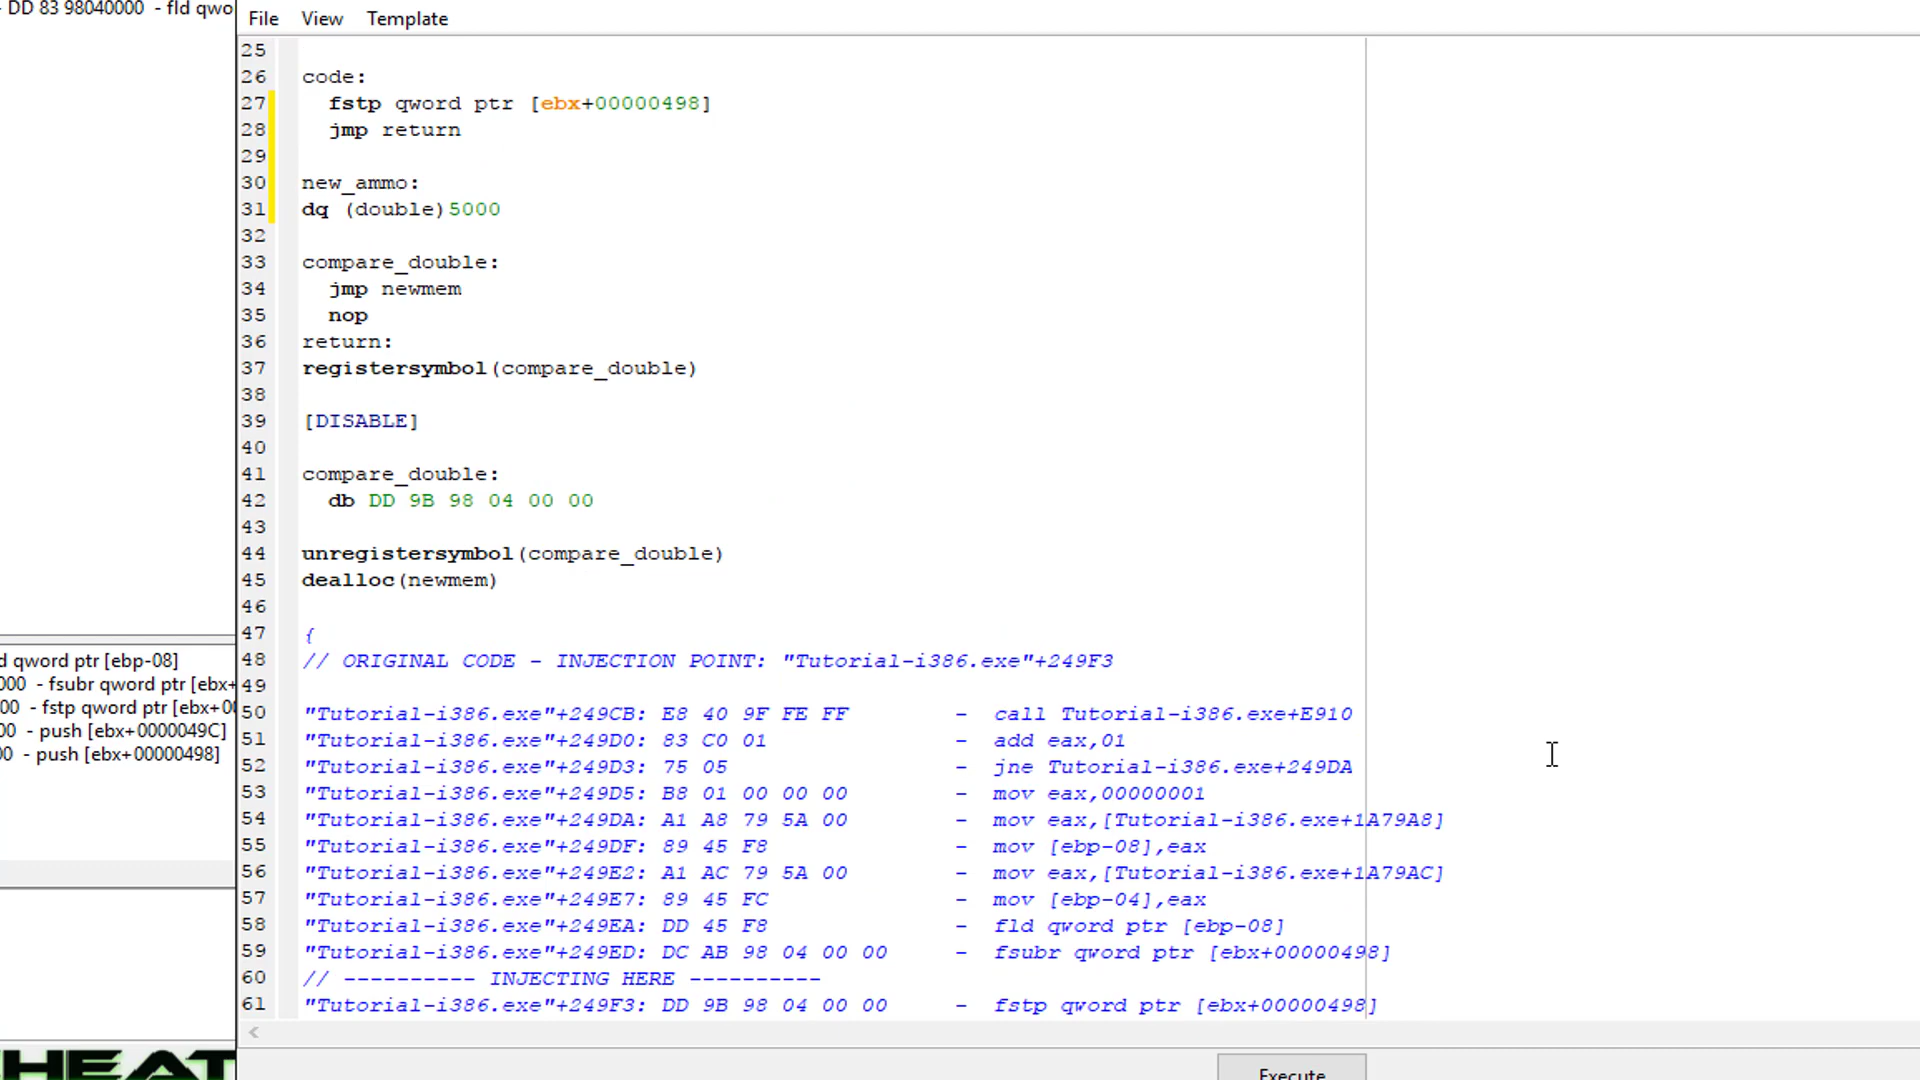 - DD 83 98040000 - fld qwo
File View Template
25
26 code:
27 fstp qword ptr [ebx+00000498]
28 jmp return
29
30 new_ammo:
31 dq (double)5000
32
33 compare_double:
34 jmp newmem
35 nop
36 return:
37 registersymbol(compare_double)
38
39 [DISABLE]
40
41 compare_double:
42 db DD 9B 98 04 00 00
43
44 unregistersymbol(compare_double)
45 dealloc(newmem)
46
47 {
48 // ORIGINAL CODE - INJECTION POINT: "Tutorial-i386.exe"+249F3
49
50 "Tutorial-i386.exe"+249CB: E8 40 9F FE FF - call Tutorial-i386.exe+E910
51 "Tutorial-i386.exe"+249D0: 83 C0 01 - add eax,01
52 "Tutorial-i386.exe"+249D3: 75 05 - jne Tutorial-i386.exe+249DA
53 "Tutorial-i386.exe"+249D5: B8 01 00 00 00 - mov eax,00000001
54 "Tutorial-i386.exe"+249DA: A1 A8 79 5A 00 - mov eax,[Tutorial-i386.exe+1A79A8]
55 "Tutorial-i386.exe"+249DF: 89 45 F8 - mov [ebp-08],eax
56 "Tutorial-i386.exe"+249E2: A1 AC 79 5A 00 - mov eax,[Tutorial-i386.exe+1A79AC]
57 "Tutorial-i386.exe"+249E7: 89 45 FC - mov [ebp-04],eax
58 "Tutorial-i386.exe"+249EA: DD 45 F8 - fld qword ptr [ebp-08]
59 "Tutorial-i386.exe"+249ED: DC AB 98 04 00 00 - fsubr qword ptr [ebx+00000498]
60 // ---------- INJECTING HERE ----------
61 "Tutorial-i386.exe"+249F3: DD 9B 98 04 00 00 - fstp qword ptr [ebx+00000498]
d qword ptr [ebp-08]
000 - fsubr qword ptr [ebx+
00 - fstp qword ptr [ebx+00
00 - push [ebx+0000049C]
00 - push [ebx+00000498]
HEAT
Execute